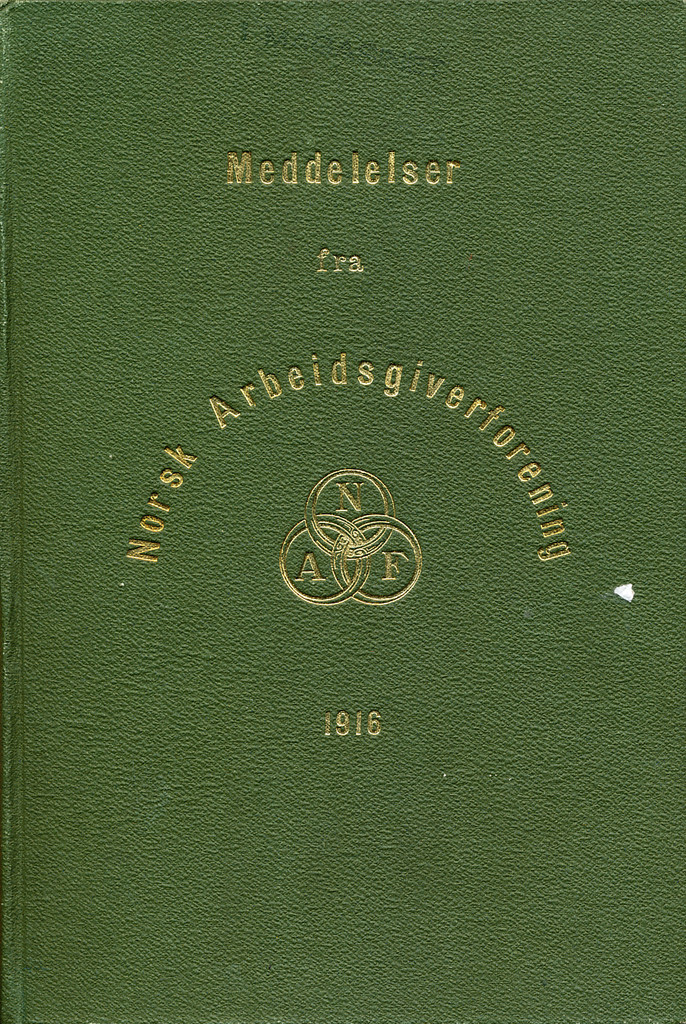 Meddelelser
fra
Norsk Arbeidsgiverforening
N
A F
1916